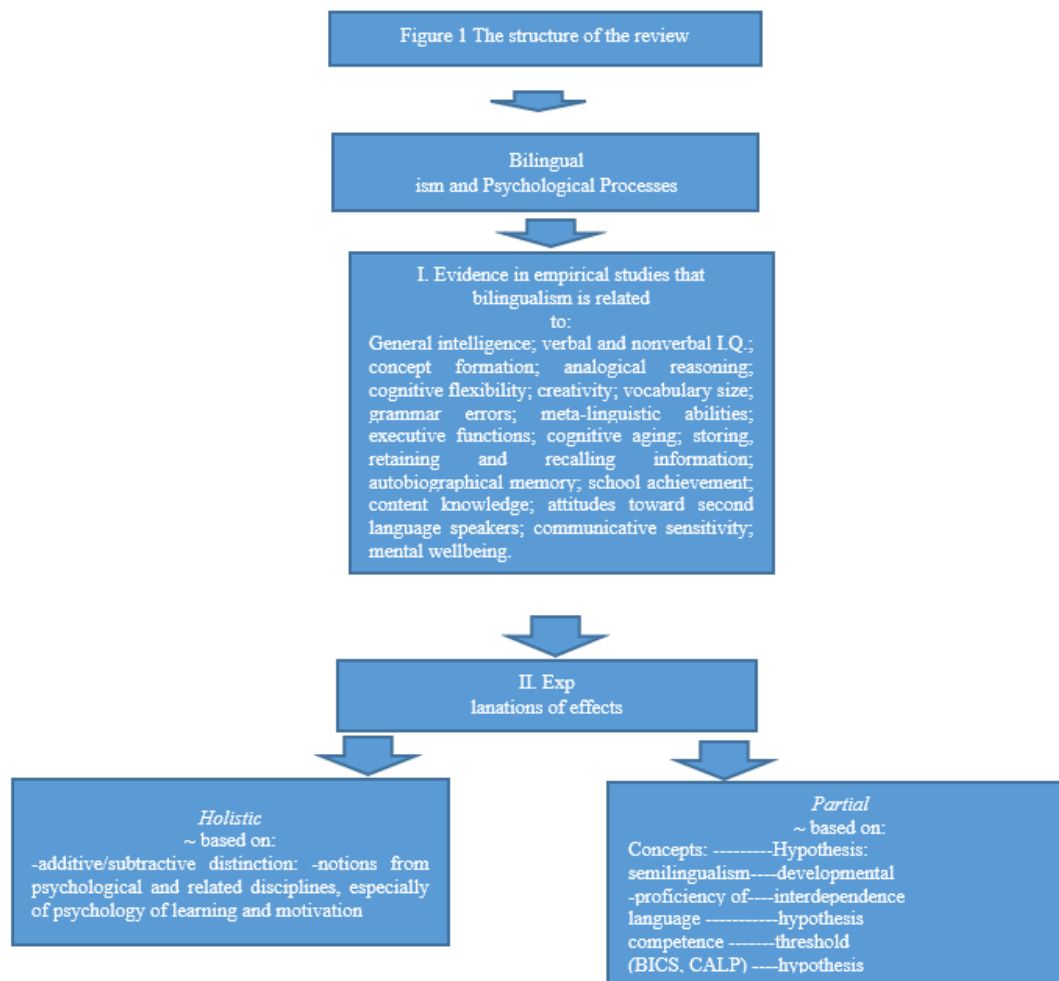 Figure 1 The structure of the review
Bilingual
ism and Psychological Processes
I. Evidence in empirical studies that
bilingualism is related
to:
General intelligence; verbal and nonverbal I.Q.;
concept formation; analogical reasoning;
cognitive flexibility; creativity; vocabulary size;
grammar errors; meta-linguistic abilities;
executive functions; cognitive aging; storing,
retaining and recalling information;
autobiographical memory; school achievement;
content knowledge; attitudes toward second
language speakers; communicative sensitivity;
mental wellbeing.
II. Exp
lanations of effects
Holistic
~ based on:
-additive/subtractive distinction: -notions from
psychological and related disciplines, especially
of psychology of learning and motivation
Partial
~ based on:
Concepts: ---------Hypothesis:
semilingualism----developmental
-proficiency of----interdependence
language -----------hypothesis
competence -------threshold
(BICS, CALP) ----hypothesis